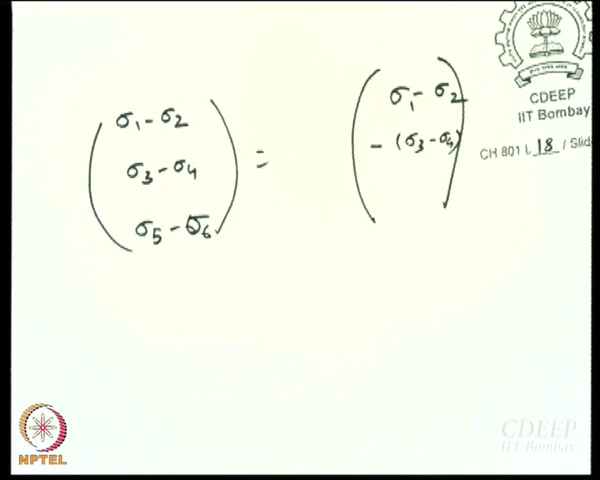 σ₁ - σ₂
σ₃ - σ₄
σ₅ - σ₆
=
σ₁ - σ₂
- (σ₃ - σ₄)
CDEEP
IIT Bombay
CH 801 L 18 / Slid
NPTEL
CDEEP
IIT Bombay